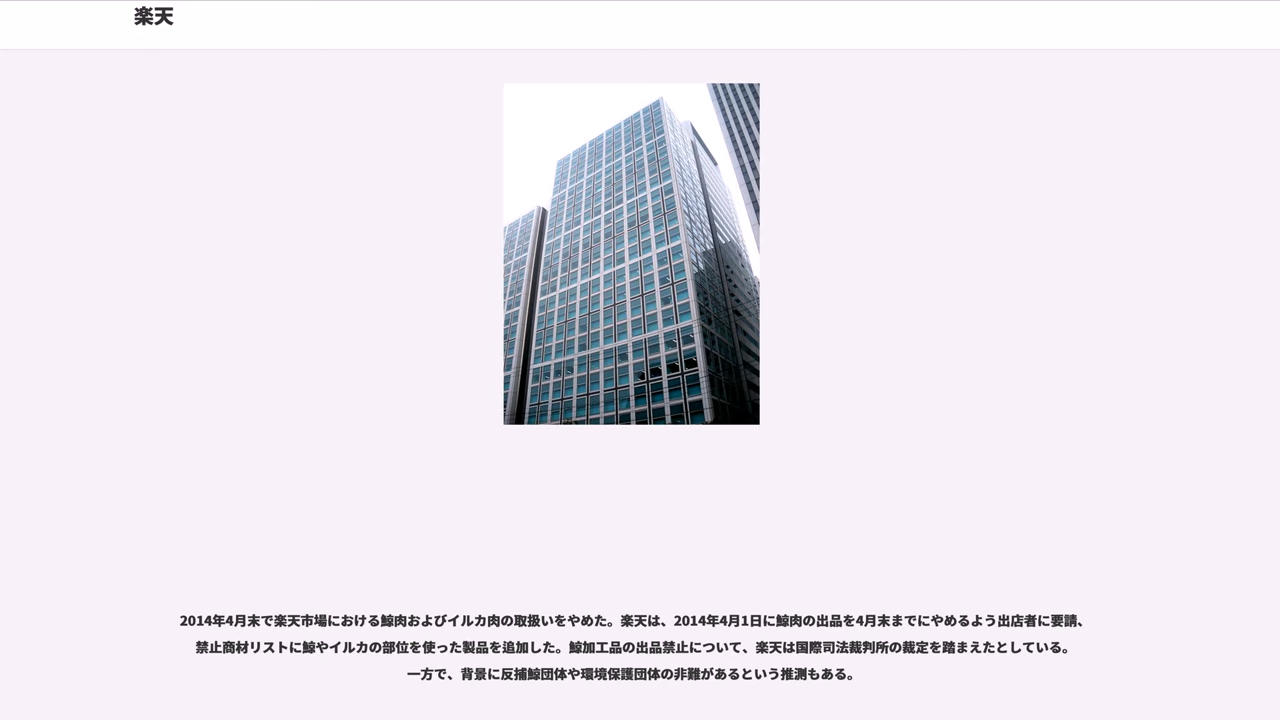 楽天
2014年4月末で楽天市場における鯨肉およびイルカ肉の取扱いをやめた。楽天は、2014年4月1日に鯨肉の出品を4月末までにやめるよう出店者に要請、
禁止商材リストに鯨やイルカの部位を使った製品を追加した。鯨加工品の出品禁止について、楽天は国際司法裁判所の裁定を踏まえたとしている。
一方で、背景に反捕鯨団体や環境保護団体の非難があるという推測もある。